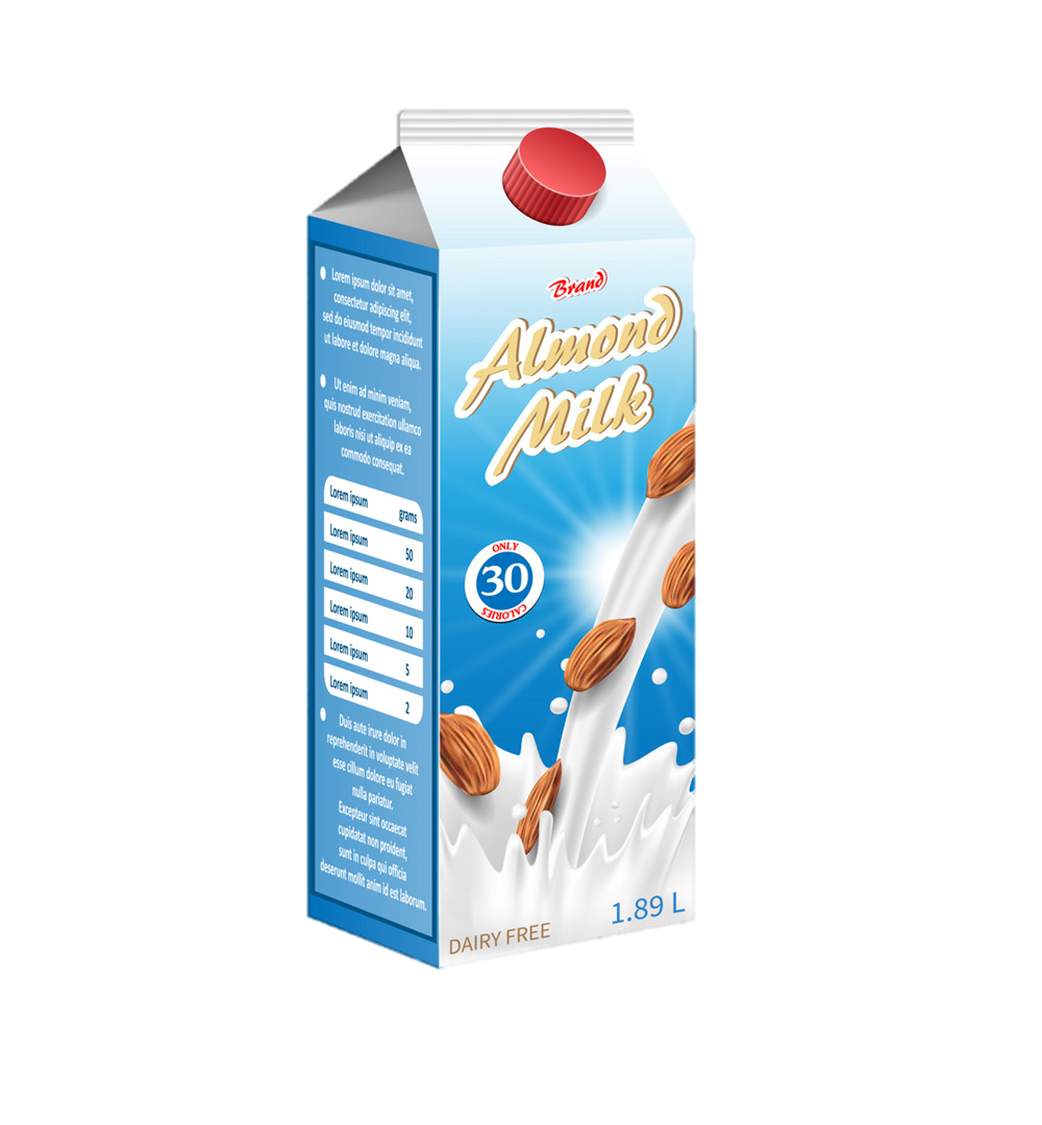 Brand
Almond
Milk
ONLY
30
CALORIES
DAIRY FREE
1.89 L
Lorem ipsum dolor sit amet,
consectetur adipiscing elit,
sed do eiusmod tempor incididunt
ut labore et dolore magna aliqua.
Ut enim ad minim veniam,
quis nostrud exercitation ullamco
laboris nisi ut aliquip ex ea
commodo consequat.
Lorem ipsum grams
Lorem ipsum 50
Lorem ipsum 20
Lorem ipsum 10
Lorem ipsum 5
Lorem ipsum 2
Duis aute irure dolor in
reprehenderit in voluptate velit
esse cillum dolore eu fugiat
nulla pariatur.
Excepteur sint occaecat
cupidatat non proident,
sunt in culpa qui officia
deserunt mollit anim id est laborum.